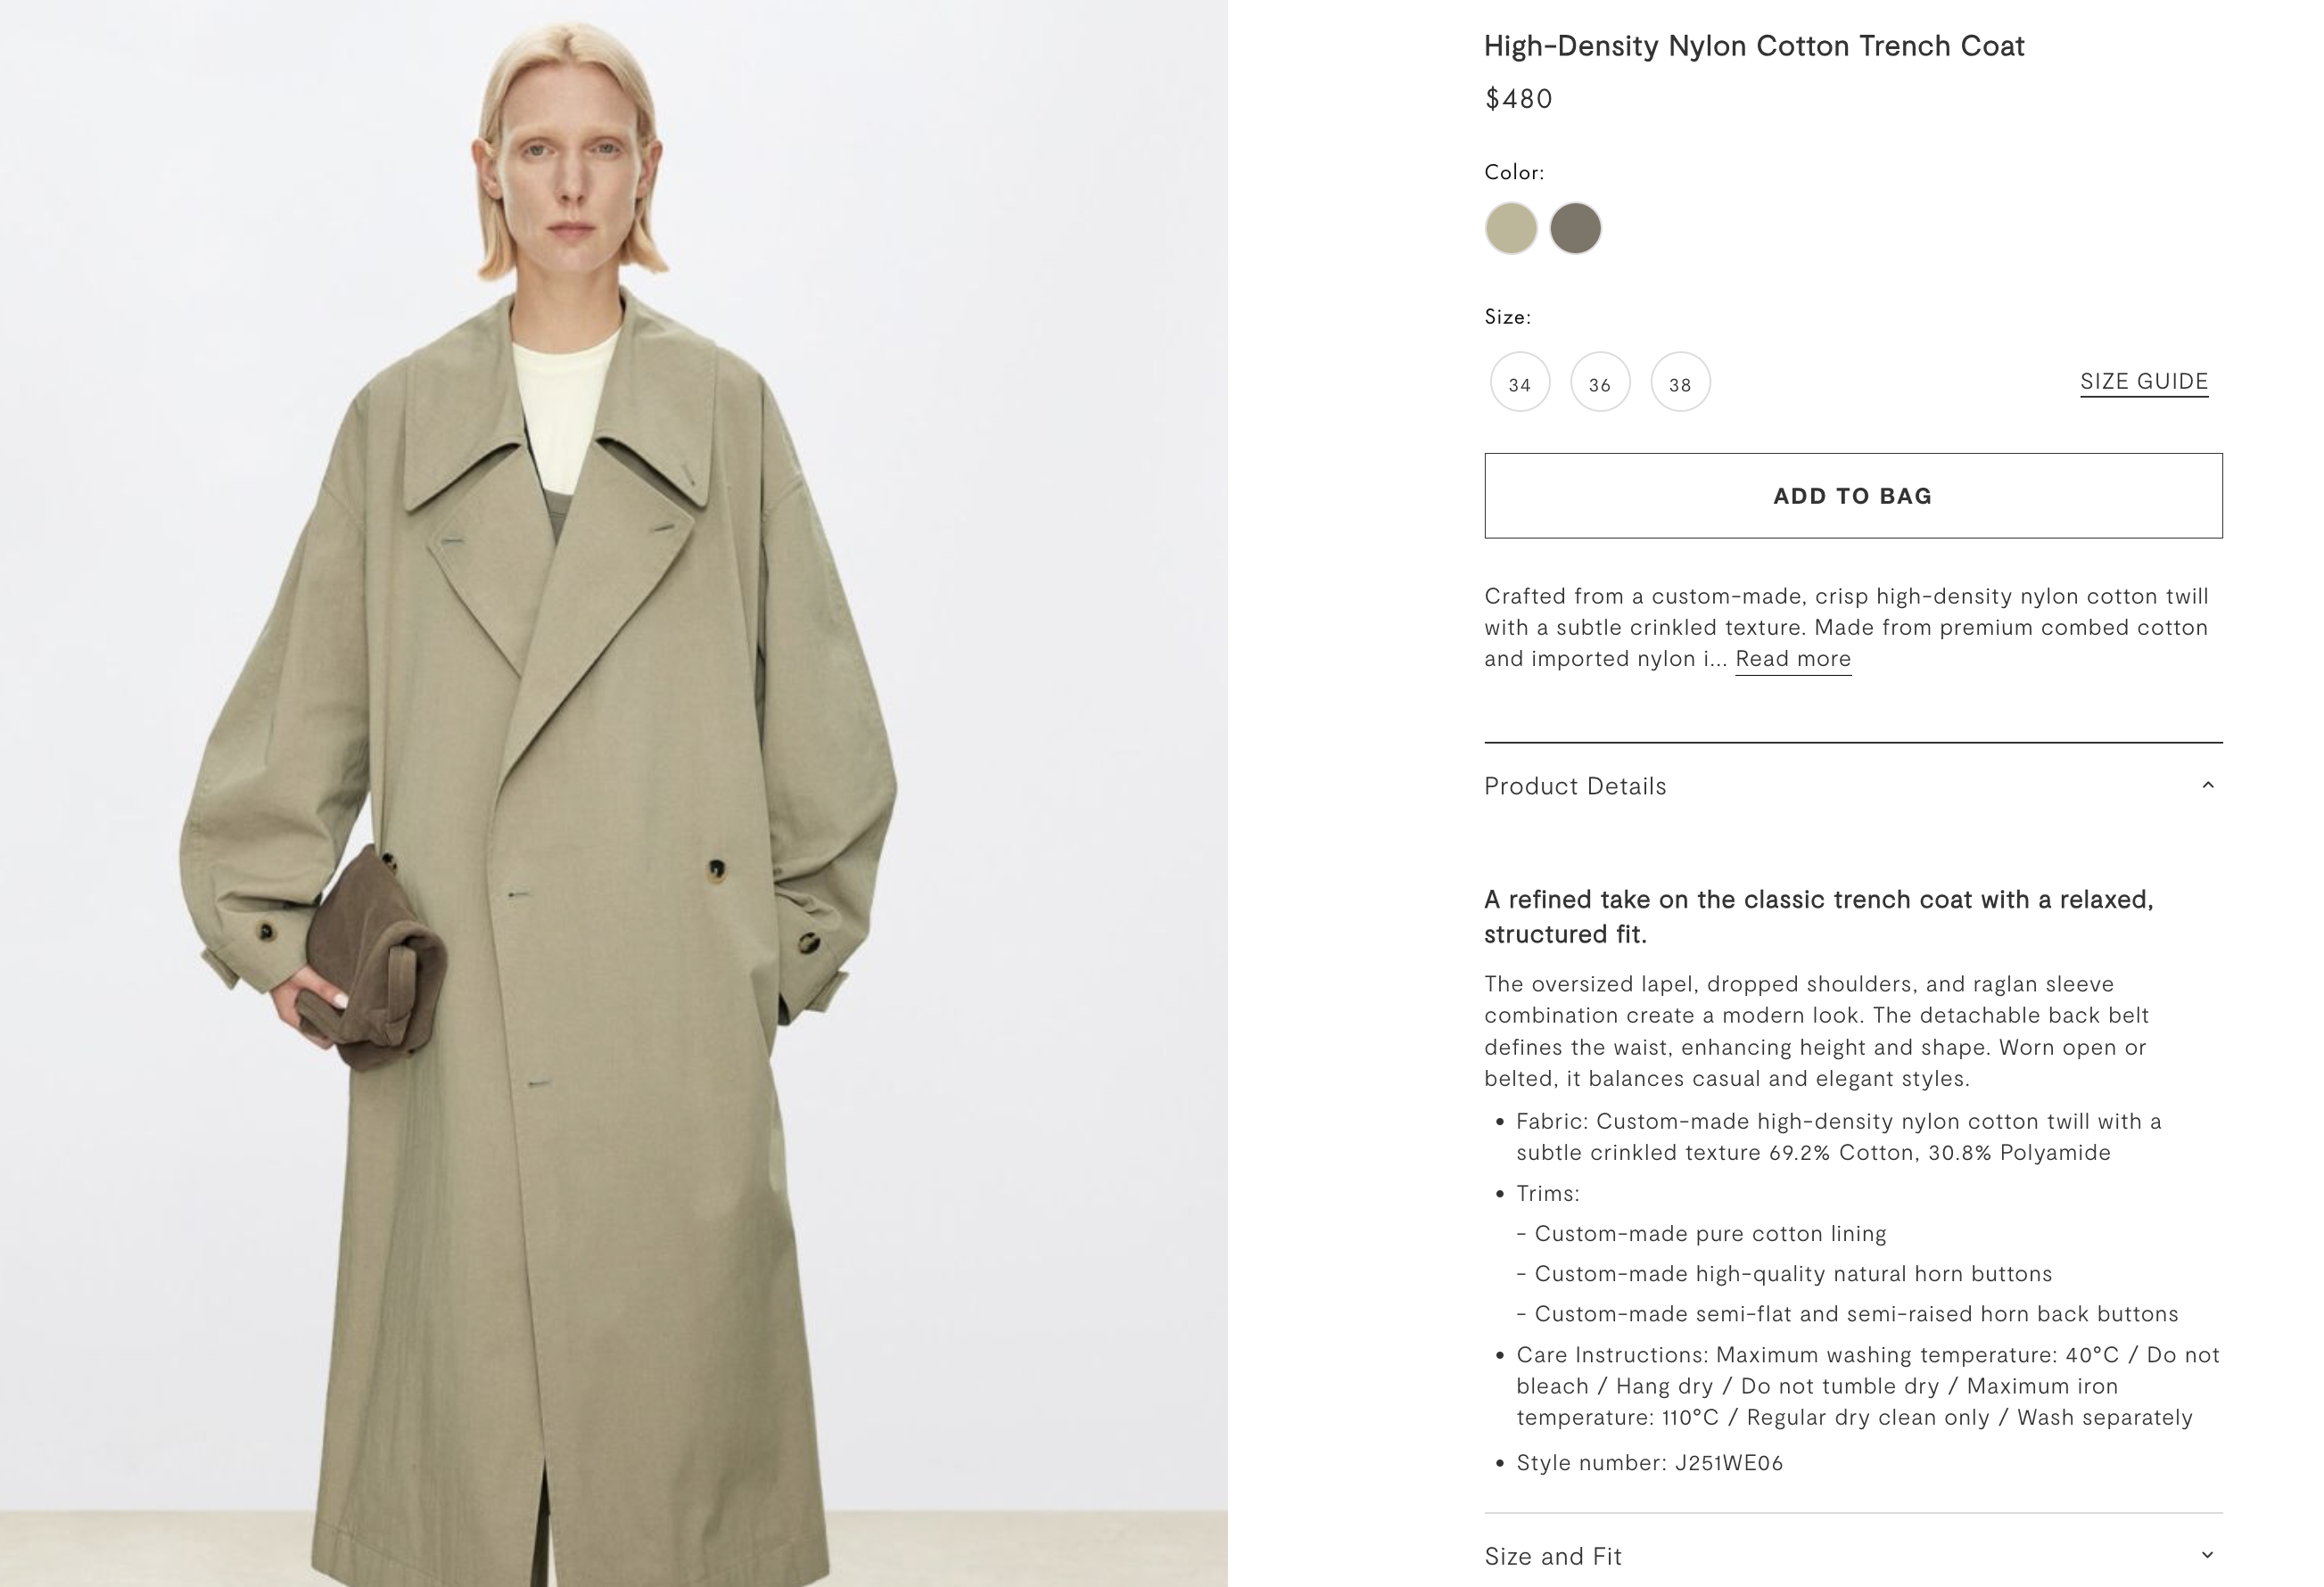 High-Density Nylon Cotton Trench Coat
$480
Color:
Size:
34 36 38
SIZE GUIDE
ADD TO BAG
Crafted from a custom-made, crisp high-density nylon cotton twill
with a subtle crinkled texture. Made from premium combed cotton
and imported nylon i... Read more
Product Details
A refined take on the classic trench coat with a relaxed,
structured fit.
The oversized lapel, dropped shoulders, and raglan sleeve
combination create a modern look. The detachable back belt
defines the waist, enhancing height and shape. Worn open or
belted, it balances casual and elegant styles.
• Fabric: Custom-made high-density nylon cotton twill with a
subtle crinkled texture 69.2% Cotton, 30.8% Polyamide
• Trims:
- Custom-made pure cotton lining
- Custom-made high-quality natural horn buttons
- Custom-made semi-flat and semi-raised horn back buttons
• Care Instructions: Maximum washing temperature: 40°C / Do not
bleach / Hang dry / Do not tumble dry / Maximum iron
temperature: 110°C / Regular dry clean only / Wash separately
• Style number: J251WE06
Size and Fit